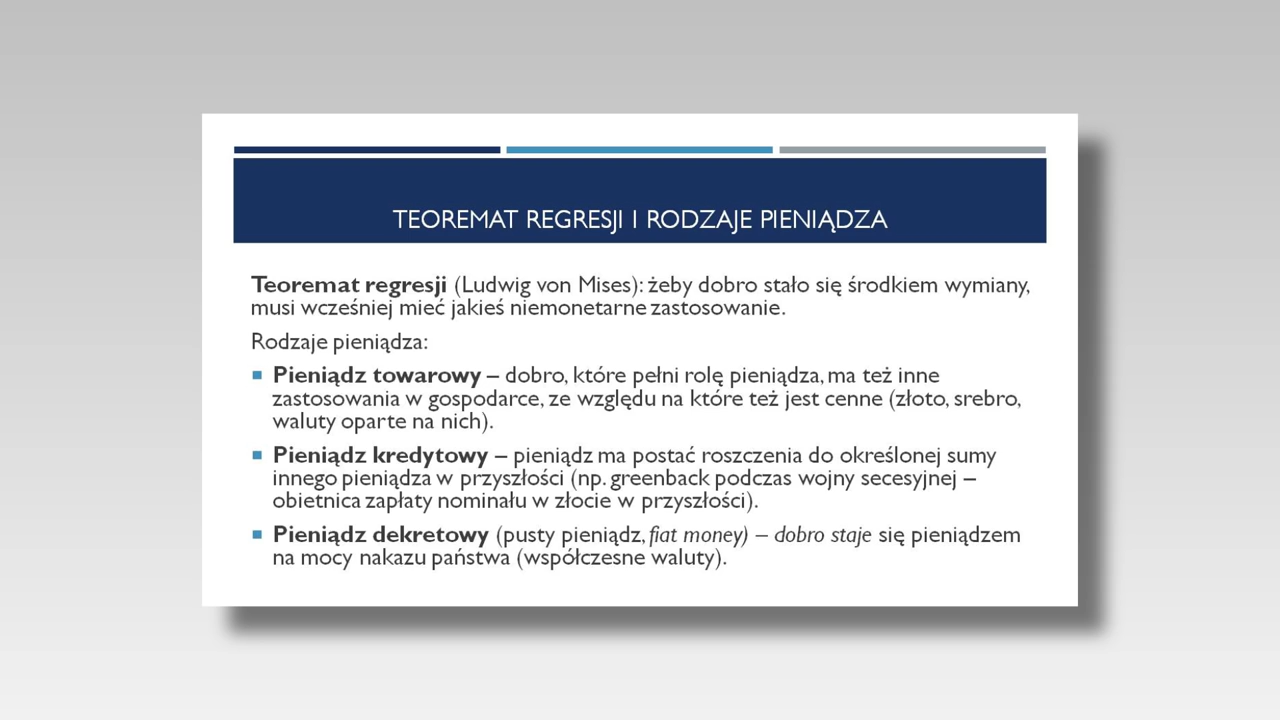 TEOREMAT REGRESJI I RODZAJE PIENIĄDZA
Teoremat regresji (Ludwig von Mises): żeby dobro stało się środkiem wymiany,
musi wcześniej mieć jakieś niemonetarne zastosowanie.
Rodzaje pieniądza:
Pieniądz towarowy – dobro, które pełni rolę pieniądza, ma też inne
zastosowania w gospodarce, ze względu na które też jest cenne (złoto, srebro,
waluty oparte na nich).
Pieniądz kredytowy – pieniądz ma postać roszczenia do określonej sumy
innego pieniądza w przyszłości (np. greenback podczas wojny secesyjnej –
obietnica zapłaty nominału w złocie w przyszłości).
Pieniądz dekretowy (pusty pieniądz, fiat money) – dobro staje się pieniądzem
na mocy nakazu państwa (współczesne waluty).